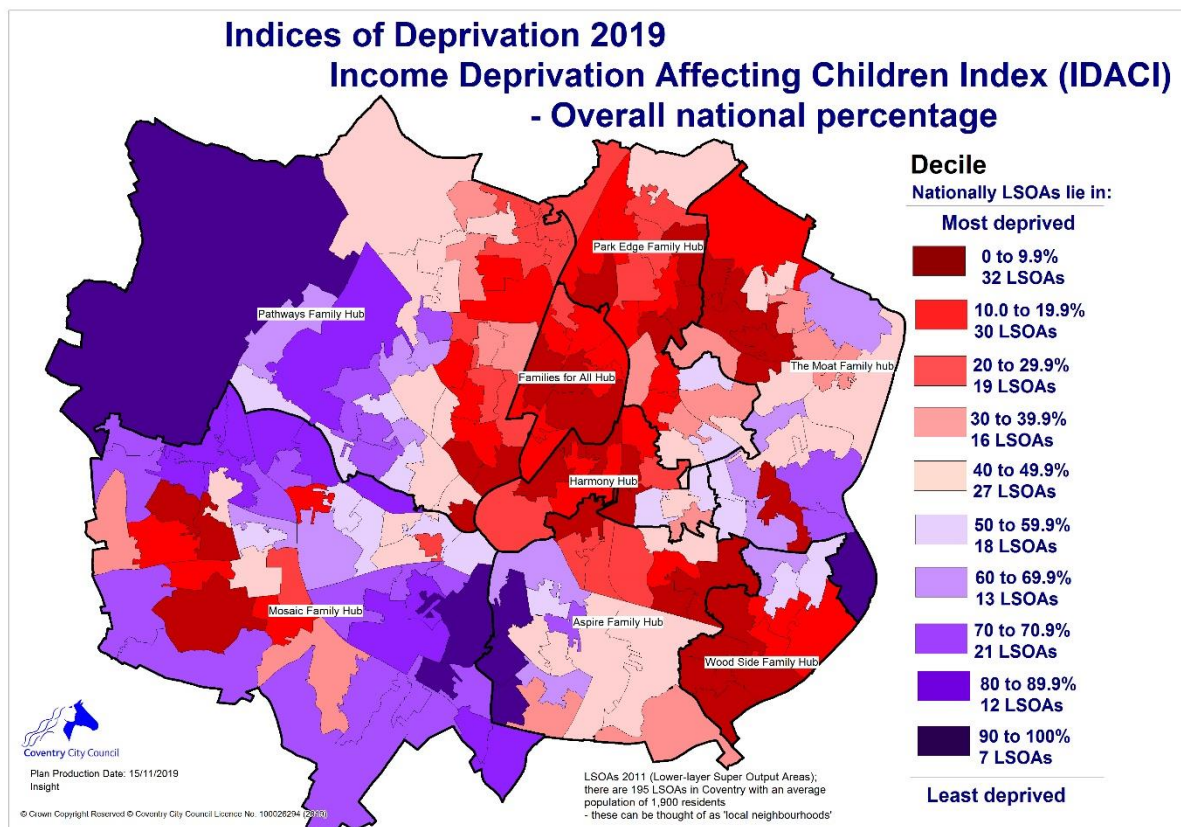 Indices of Deprivation 2019
Income Deprivation Affecting Children Index (IDACI)
- Overall national percentage
Decile
Nationally LSOAs lie in:
Most deprived
0 to 9.9%
32 LSOAs
10.0 to 19.9%
30 LSOAs
20 to 29.9%
19 LSOAs
30 to 39.9%
16 LSOAs
40 to 49.9%
27 LSOAs
50 to 59.9%
18 LSOAs
60 to 69.9%
13 LSOAs
70 to 70.9%
21 LSOAs
80 to 89.9%
12 LSOAs
90 to 100%
7 LSOAs
Least deprived
Park Edge Family Hub
Pathways Family Hub
The Moat Family hub
Families for All Hub
Harmony Hub
Mosaic Family Hub
Aspire Family Hub
Wood Side Family Hub
Coventry City Council
Plan Production Date: 15/11/2019
Insight
© Crown Copyright Reserved © Coventry City Council Licence No. 100026294
LSOAs 2011 (Lower-layer Super Output Areas);
there are 195 LSOAs in Coventry with an average
population of 1,900 residents
- these can be thought of as 'local neighbourhoods'